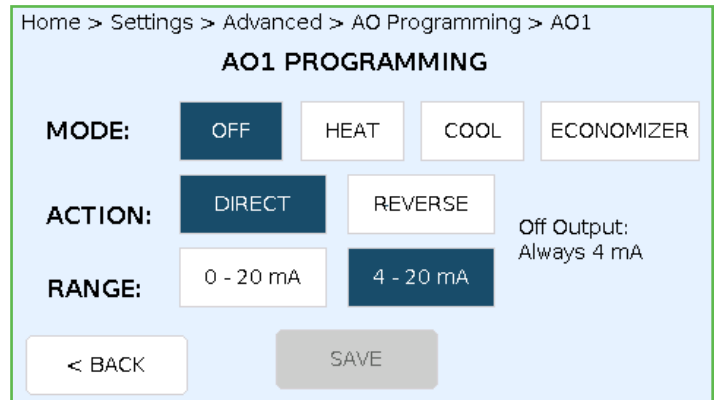 Home > Settings > Advanced > AO Programming > AO1
AO1 PROGRAMMING
MODE: OFF HEAT COOL ECONOMIZER
ACTION: DIRECT REVERSE
Off Output:
Always 4 mA
RANGE: 0 - 20 mA 4 - 20 mA
< BACK SAVE